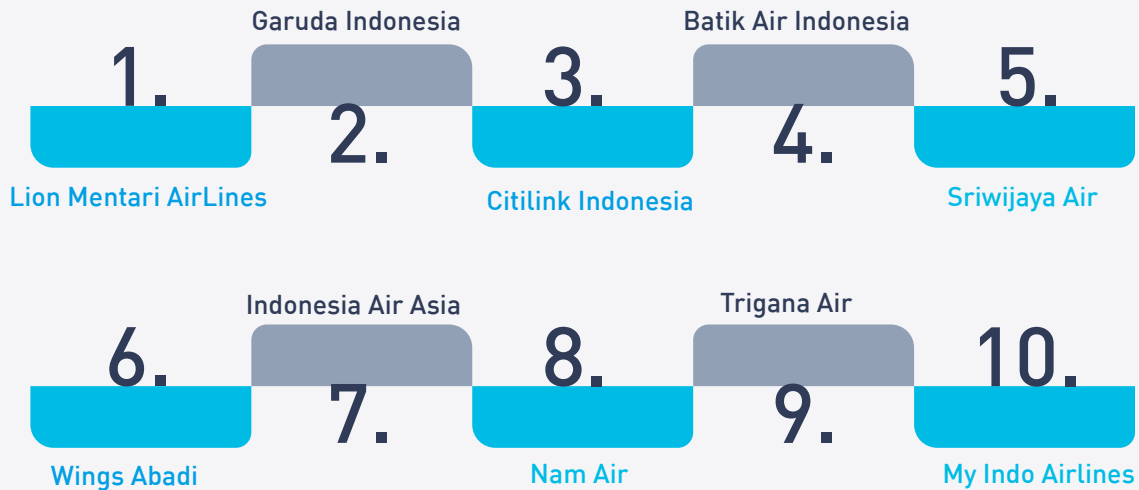 Garuda Indonesia
Batik Air Indonesia
1.
2.
3.
4.
5.
Lion Mentari AirLines
Citilink Indonesia
Sriwijaya Air
Indonesia Air Asia
Trigana Air
6.
7.
8.
9.
10.
Wings Abadi
Nam Air
My Indo Airlines